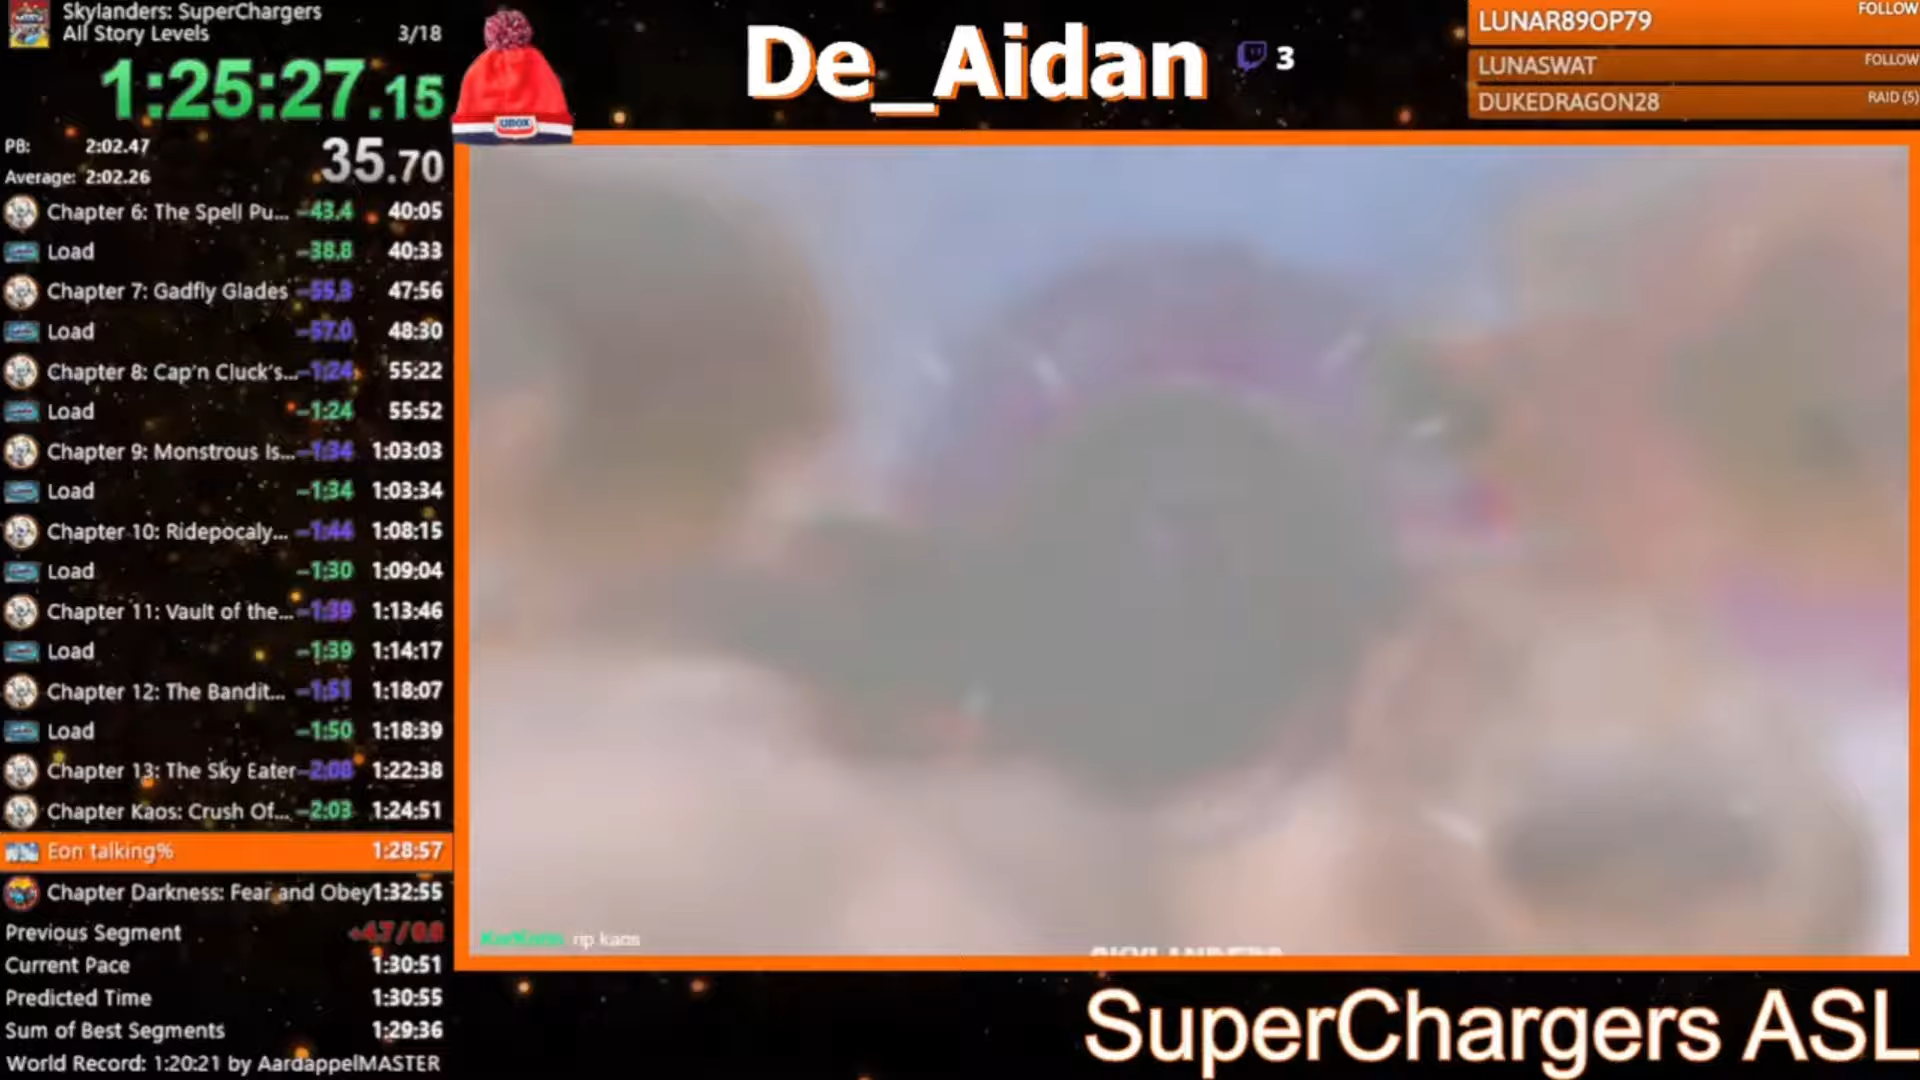 Skylanders: SuperChargers
All Story Levels 3/18
1:25:27.15
PB: 2:02.47
Average: 2:02.26
35.70
Chapter 6: The Spell Pu... -43.4 40:05
Load -38.8 40:33
Chapter 7: Gadfly Glades -55.3 47:56
Load -57.0 48:30
Chapter 8: Cap'n Cluck's... -1:24 55:22
Load -1:24 55:52
Chapter 9: Monstrous Is... -1:34 1:03:03
Load -1:34 1:03:34
Chapter 10: Ridepocaly... -1:44 1:08:15
Load -1:30 1:09:04
Chapter 11: Vault of the... -1:39 1:13:46
Load -1:39 1:14:17
Chapter 12: The Bandit... -1:51 1:18:07
Load -1:50 1:18:39
Chapter 13: The Sky Eater -2:08 1:22:38
Chapter Kaos: Crush Of... -2:03 1:24:51
Eon talking% 1:28:57
Chapter Darkness: Fear and Obey 1:32:55
Previous Segment
Current Pace 1:30:51
Predicted Time 1:30:55
Sum of Best Segments 1:29:36
World Record: 1:20:21 by AardappelMASTER
UBOX
De_Aidan 3
LUNAR89OP79 FOLLOW
LUNASWAT FOLLOW
DUKEDRAGON28 RAID (5)
rip kaos
SuperChargers ASL